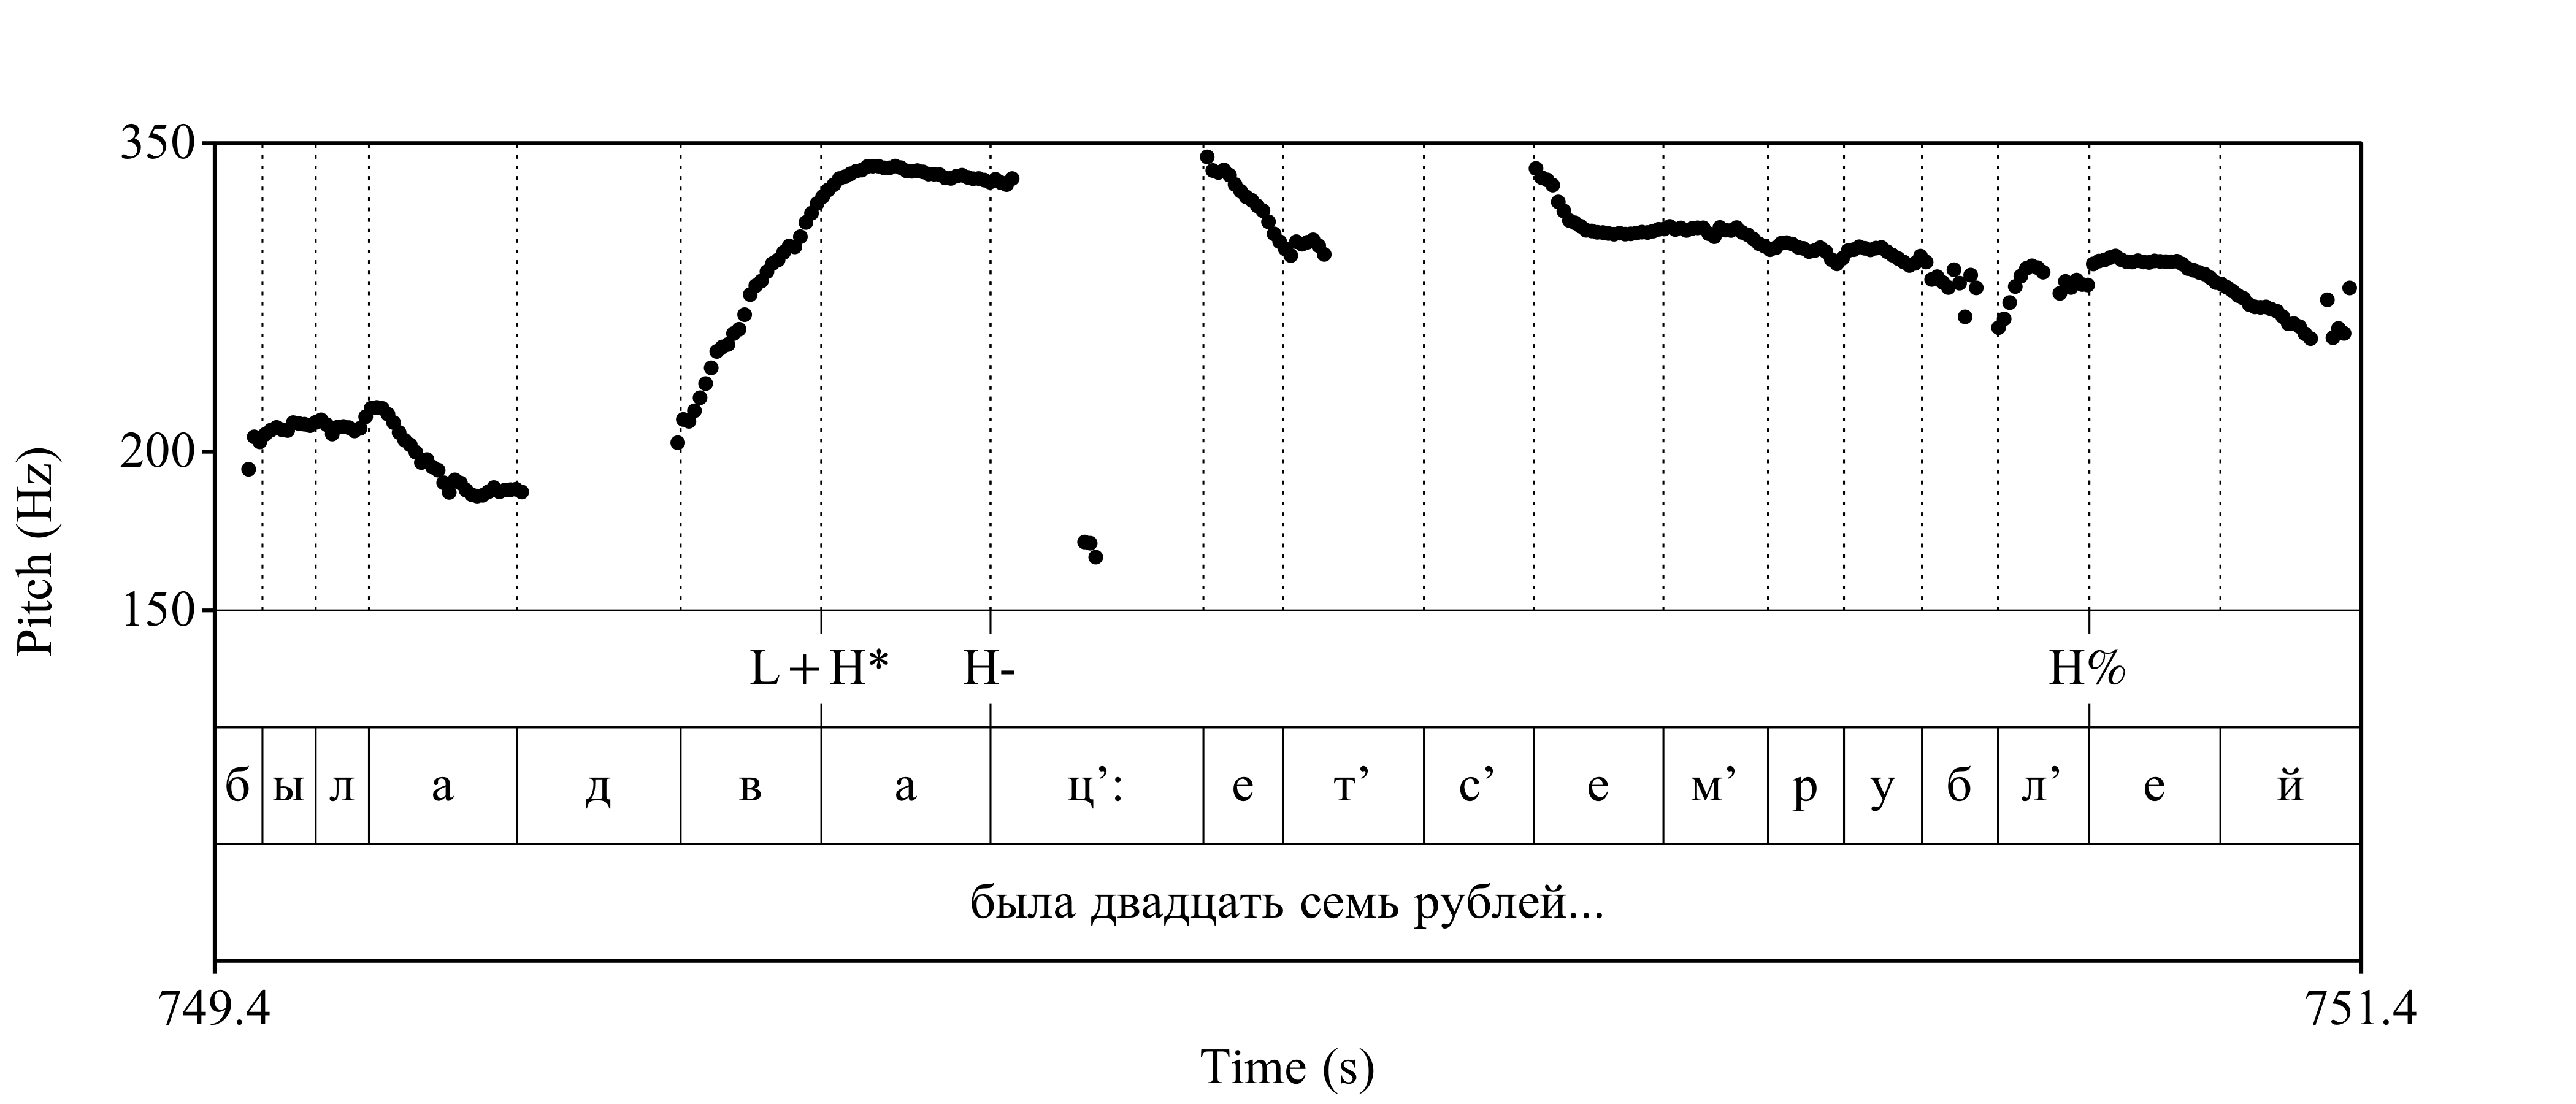 350
200
150
Pitch (Hz)
L+H* H- H%
б ы л а д в а ц’: е т’ с’ е м’ р у б л’ е й
была двадцать семь рублей...
749.4 751.4
Time (s)